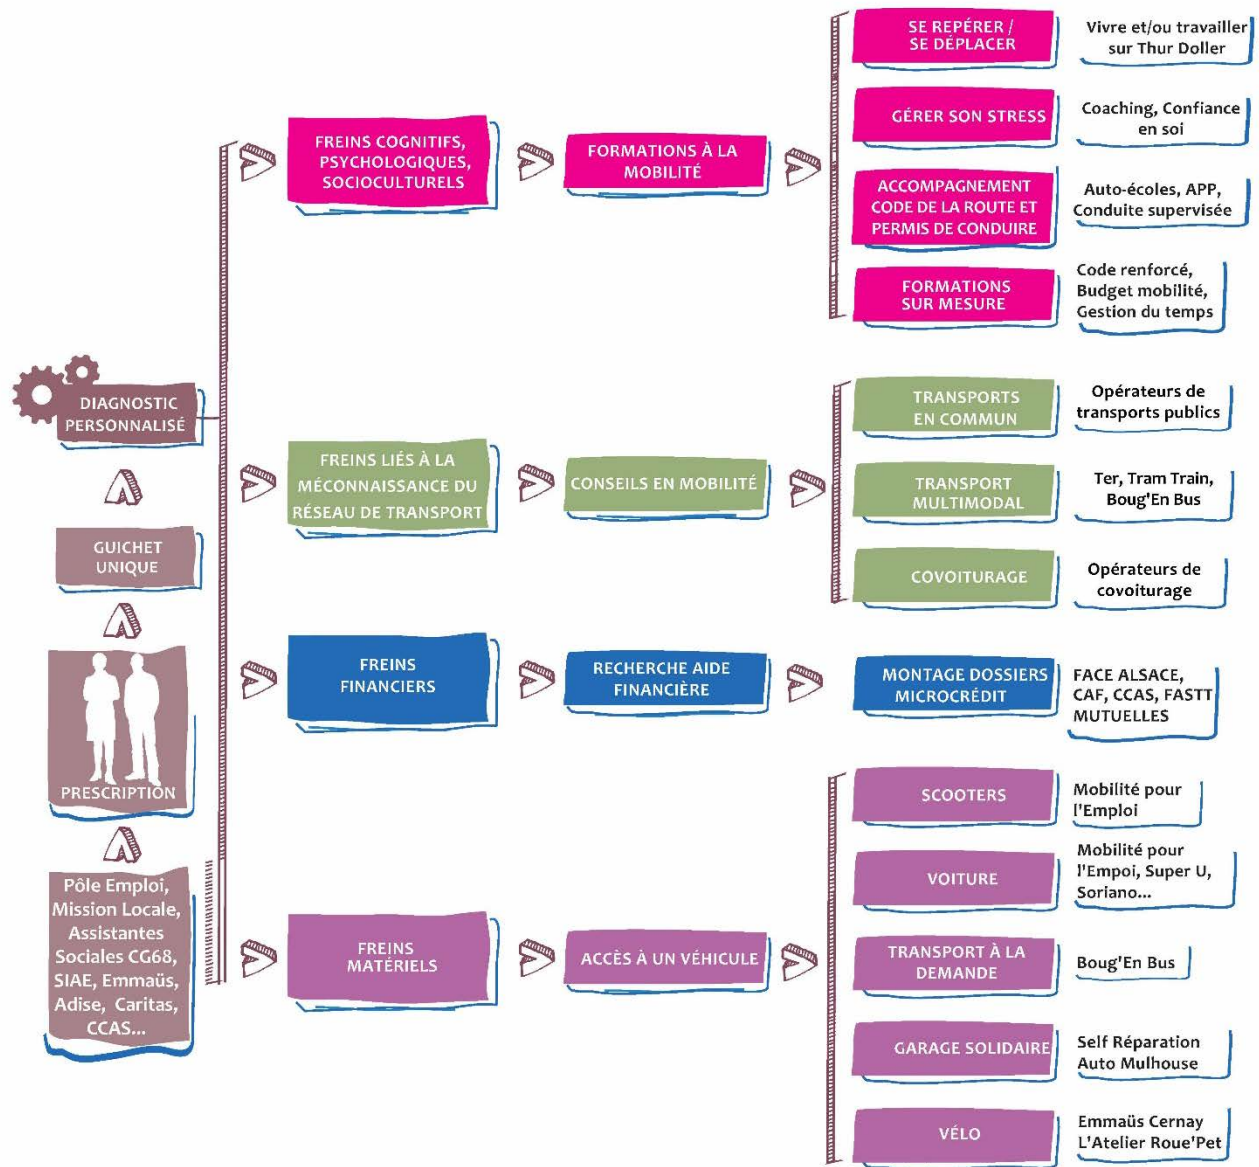 DIAGNOSTIC
PERSONNALISÉ
GUICHET
UNIQUE
PRESCRIPTION
Pôle Emploi,
Mission Locale,
Assistantes
Sociales CG68,
SIAE, Emmaüs,
Adise, Caritas,
CCAS...
FREINS COGNITIFS,
PSYCHOLOGIQUES,
SOCIOCULTURELS
FORMATIONS À LA
MOBILITÉ
SE REPÉRER /
SE DÉPLACER
Vivre et/ou travailler
sur Thur Doller
GÉRER SON STRESS
Coaching, Confiance
en soi
ACCOMPAGNEMENT
CODE DE LA ROUTE ET
PERMIS DE CONDUIRE
Auto-écoles, APP,
Conduite supervisée
FORMATIONS
SUR MESURE
Code renforcé,
Budget mobilité,
Gestion du temps
FREINS LIÉS À LA
MÉCONNAISSANCE DU
RÉSEAU DE TRANSPORT
CONSEILS EN MOBILITÉ
TRANSPORTS
EN COMMUN
Opérateurs de
transports publics
TRANSPORT
MULTIMODAL
Ter, Tram Train,
Boug'En Bus
COVOITURAGE
Opérateurs de
covoiturage
FREINS
FINANCIERS
RECHERCHE AIDE
FINANCIÈRE
MONTAGE DOSSIERS
MICROCRÉDIT
FACE ALSACE,
CAF, CCAS, FASTT
MUTUELLES
FREINS
MATÉRIELS
ACCÈS À UN VÉHICULE
SCOOTERS
Mobilité pour
l'Emploi
VOITURE
Mobilité pour
l'Empoi, Super U,
Soriano...
TRANSPORT À LA
DEMANDE
Boug'En Bus
GARAGE SOLIDAIRE
Self Réparation
Auto Mulhouse
VÉLO
Emmaüs Cernay
L'Atelier Roue'Pet